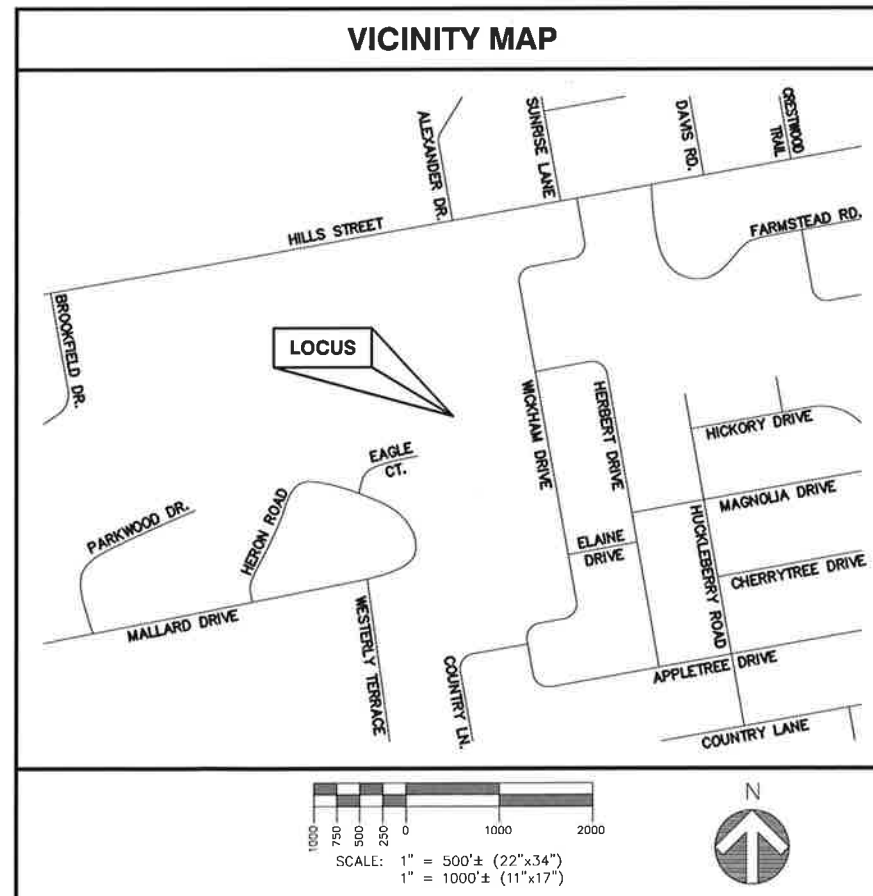 VICINITY MAP
ALEXANDER DR.
SUNRISE LANE
DAVIS RD.
CRESTWOOD
TRAIL
HILLS STREET
FARMSTEAD RD.
BROOKFIELD DR.
LOCUS
WICKHAM DRIVE
HERBERT DRIVE
HICKORY DRIVE
EAGLE
CT.
MAGNOLIA DRIVE
PARKWOOD DR.
HERON ROAD
ELAINE
DRIVE
HUCKLEBERRY ROAD
CHERRYTREE DRIVE
MALLARD DRIVE
WESTERLY TERRACE
COUNTRY LN.
APPLETREE DRIVE
COUNTRY LANE
1000 750 500 250 0 1000 2000
SCALE: 1" = 500'± (22"x34")
1" = 1000'± (11"x17")
N